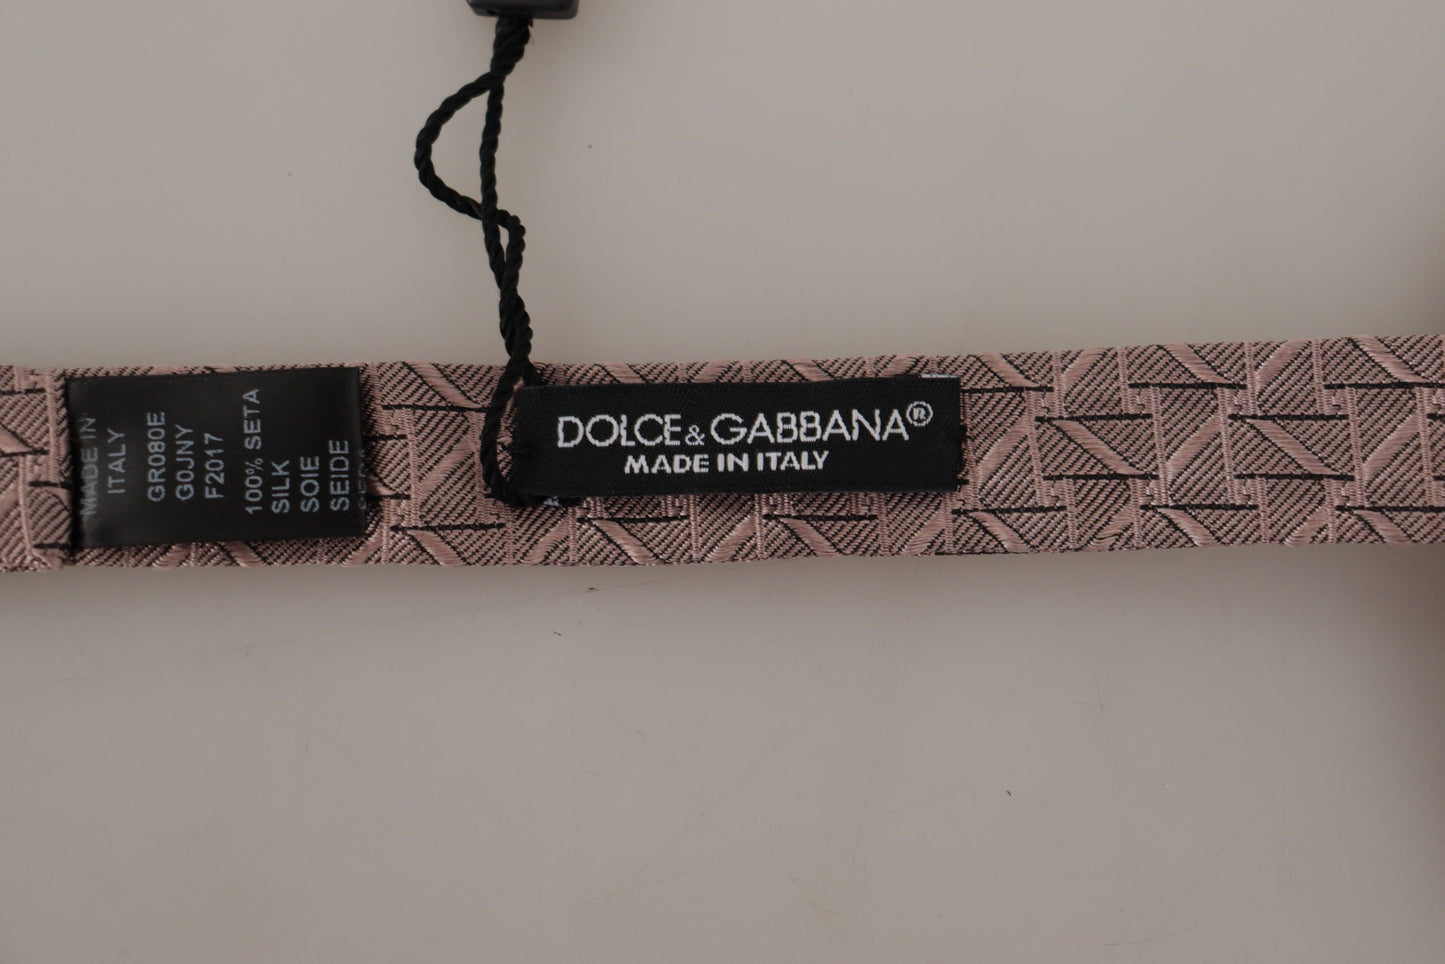 MADE IN
ITALY
GR080E
G0JNY
F2017
100% SETA
SILK
SOIE
SEIDE
DOLCE & GABBANA®
MADE IN ITALY